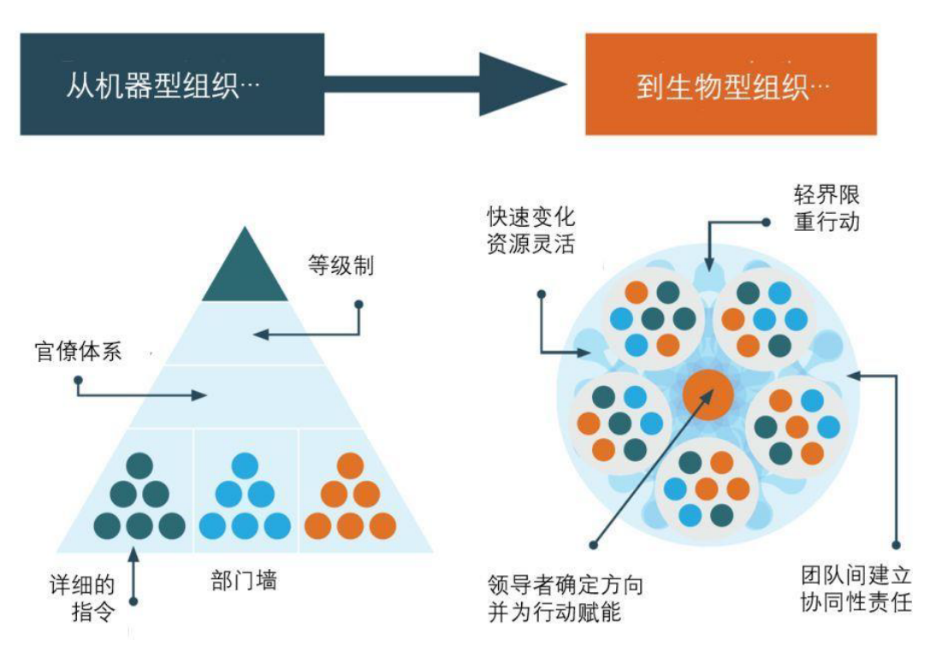 从机器型组织…
到生物型组织…
等级制
官僚体系
详细的
指令
部门墙
快速变化
资源灵活
轻界限
重行动
领导者确定方向
并为行动赋能
团队间建立
协同性责任